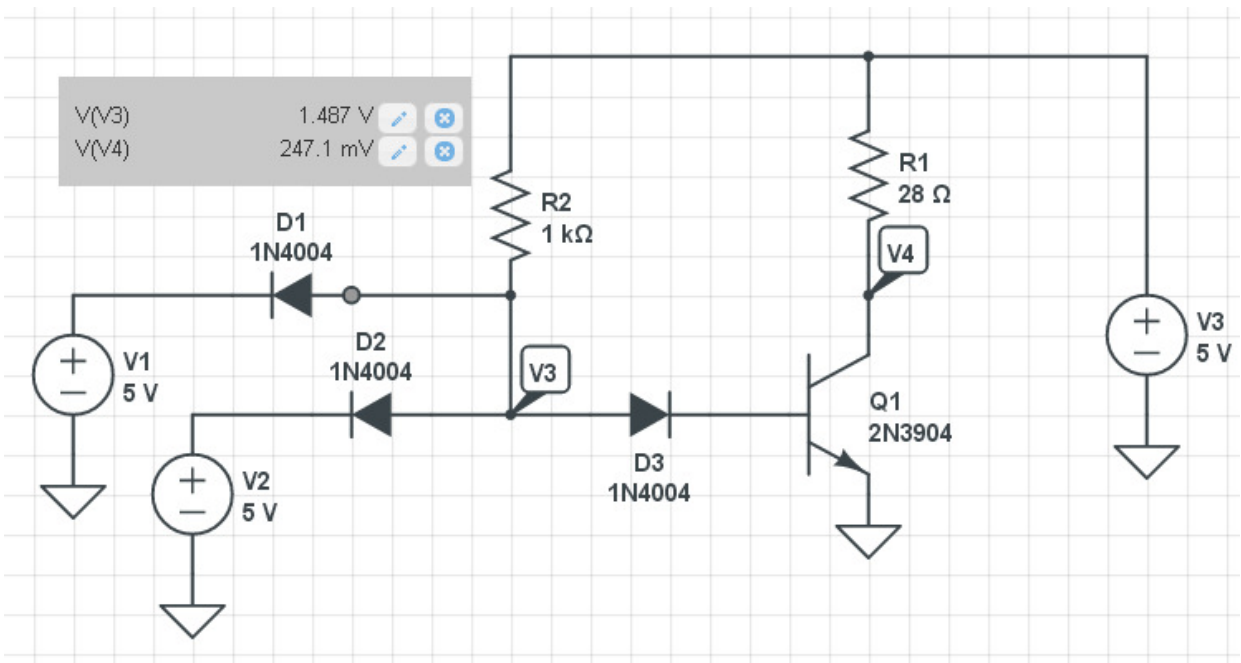 V(V3) 1.487 V
V(V4) 247.1 mV
R2
1 kΩ
R1
28 Ω
D1
1N4004
V4
D2
1N4004
V3
5 V
V1
5 V
V3
Q1
2N3904
D3
1N4004
V2
5 V